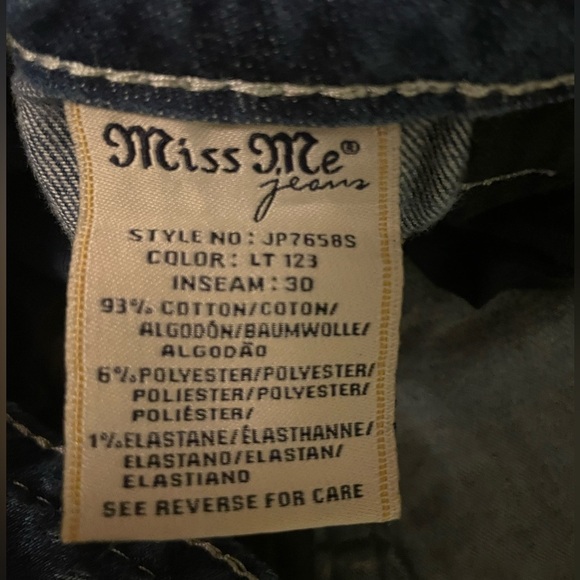 Miss Me®
jeans
STYLE NO: JP7658S
COLOR: LT 123
INSEAM: 30
93% COTTON/COTON/
ALGODÓN/BAUMWOLLE/
ALGODÃO
6%POLYESTER/POLYESTER/
POLIESTER/POLYESTER/
POLIÉSTER/
1%ELASTANE/ÉLASTHANNE/
ELASTANO/ELASTAN/
ELASTIANO
SEE REVERSE FOR CARE